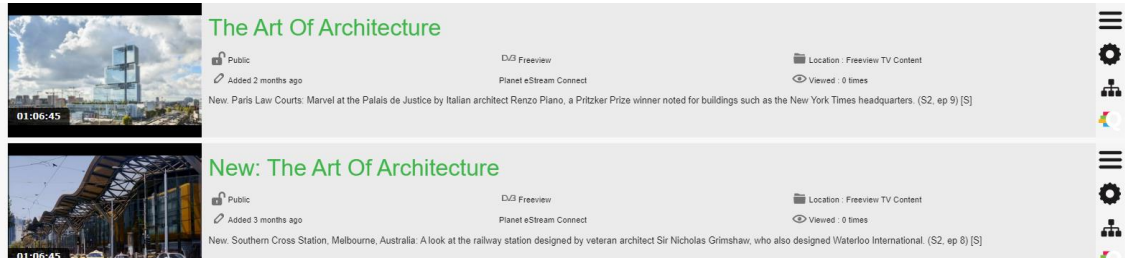 The Art Of Architecture
Public
DVB Freeview
Location : Freeview TV Content
Added 2 months ago
Planet eStream Connect
Viewed : 0 times
New. Paris Law Courts: Marvel at the Palais de Justice by Italian architect Renzo Piano, a Pritzker Prize winner noted for buildings such as the New York Times headquarters. (S2, ep 9) [S]
01:06:45
New: The Art Of Architecture
Public
DVB Freeview
Location : Freeview TV Content
Added 3 months ago
Planet eStream Connect
Viewed : 0 times
New. Southern Cross Station, Melbourne, Australia: A look at the railway station designed by veteran architect Sir Nicholas Grimshaw, who also designed Waterloo International. (S2, ep 8) [S]
01:06:45